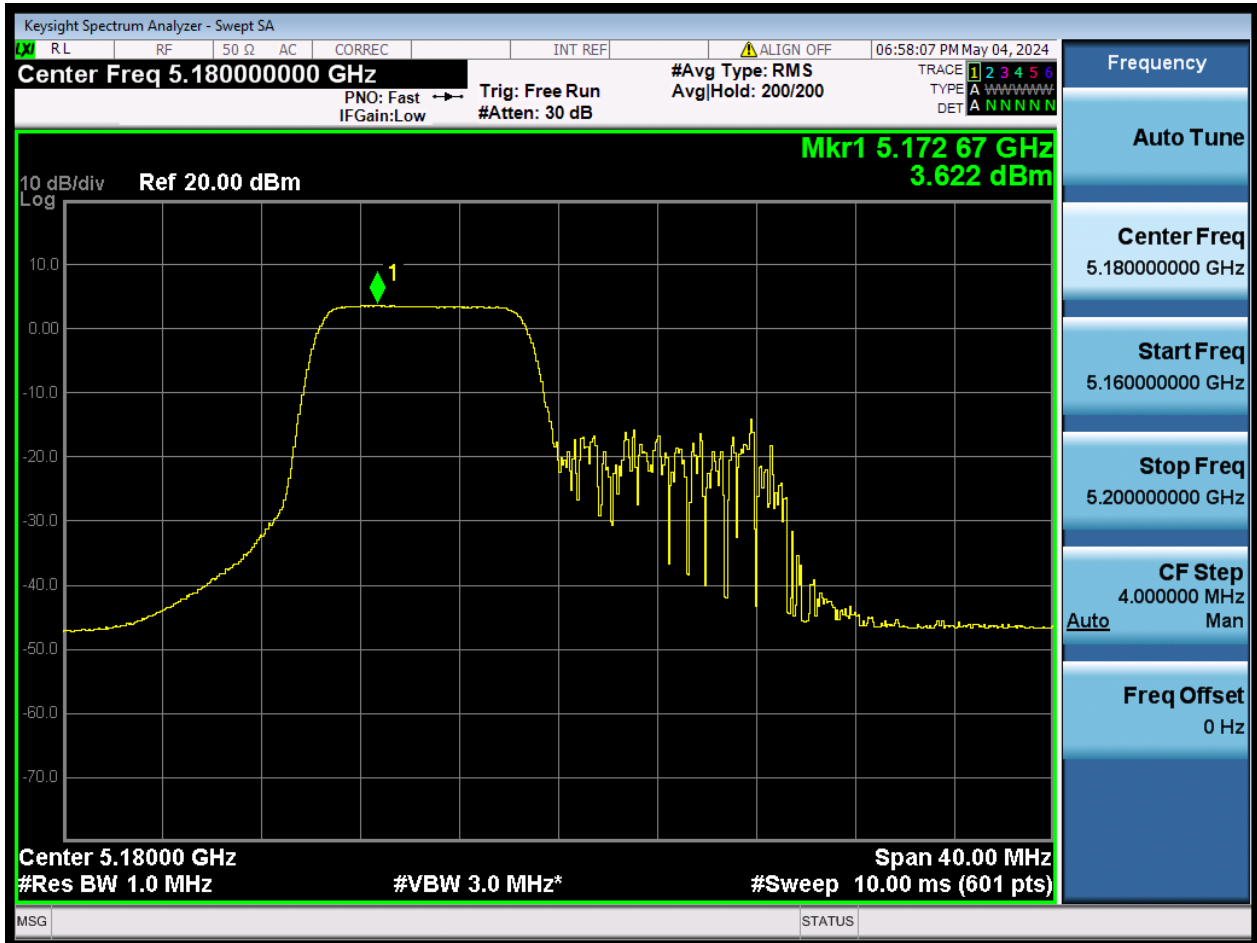 Keysight Spectrum Analyzer - Swept SA
LXI RL RF 50 Ω AC CORREC INT REF ALIGN OFF 06:58:07 PM May 04, 2024
Center Freq 5.180000000 GHz
PNO: Fast
IFGain:Low
Trig: Free Run
#Atten: 30 dB
#Avg Type: RMS
Avg|Hold: 200/200
TRACE 1 2 3 4 5 6
TYPE A WWWWW
DET A N N N N N
Mkr1 5.172 67 GHz
3.622 dBm
10 dB/div Ref 20.00 dBm
Log
1
10.0
0.00
-10.0
-20.0
-30.0
-40.0
-50.0
-60.0
-70.0
Center 5.18000 GHz Span 40.00 MHz
#Res BW 1.0 MHz #VBW 3.0 MHz* #Sweep 10.00 ms (601 pts)
MSG STATUS
Frequency
Auto Tune
Center Freq
5.180000000 GHz
Start Freq
5.160000000 GHz
Stop Freq
5.200000000 GHz
CF Step
4.000000 MHz
Auto Man
Freq Offset
0 Hz